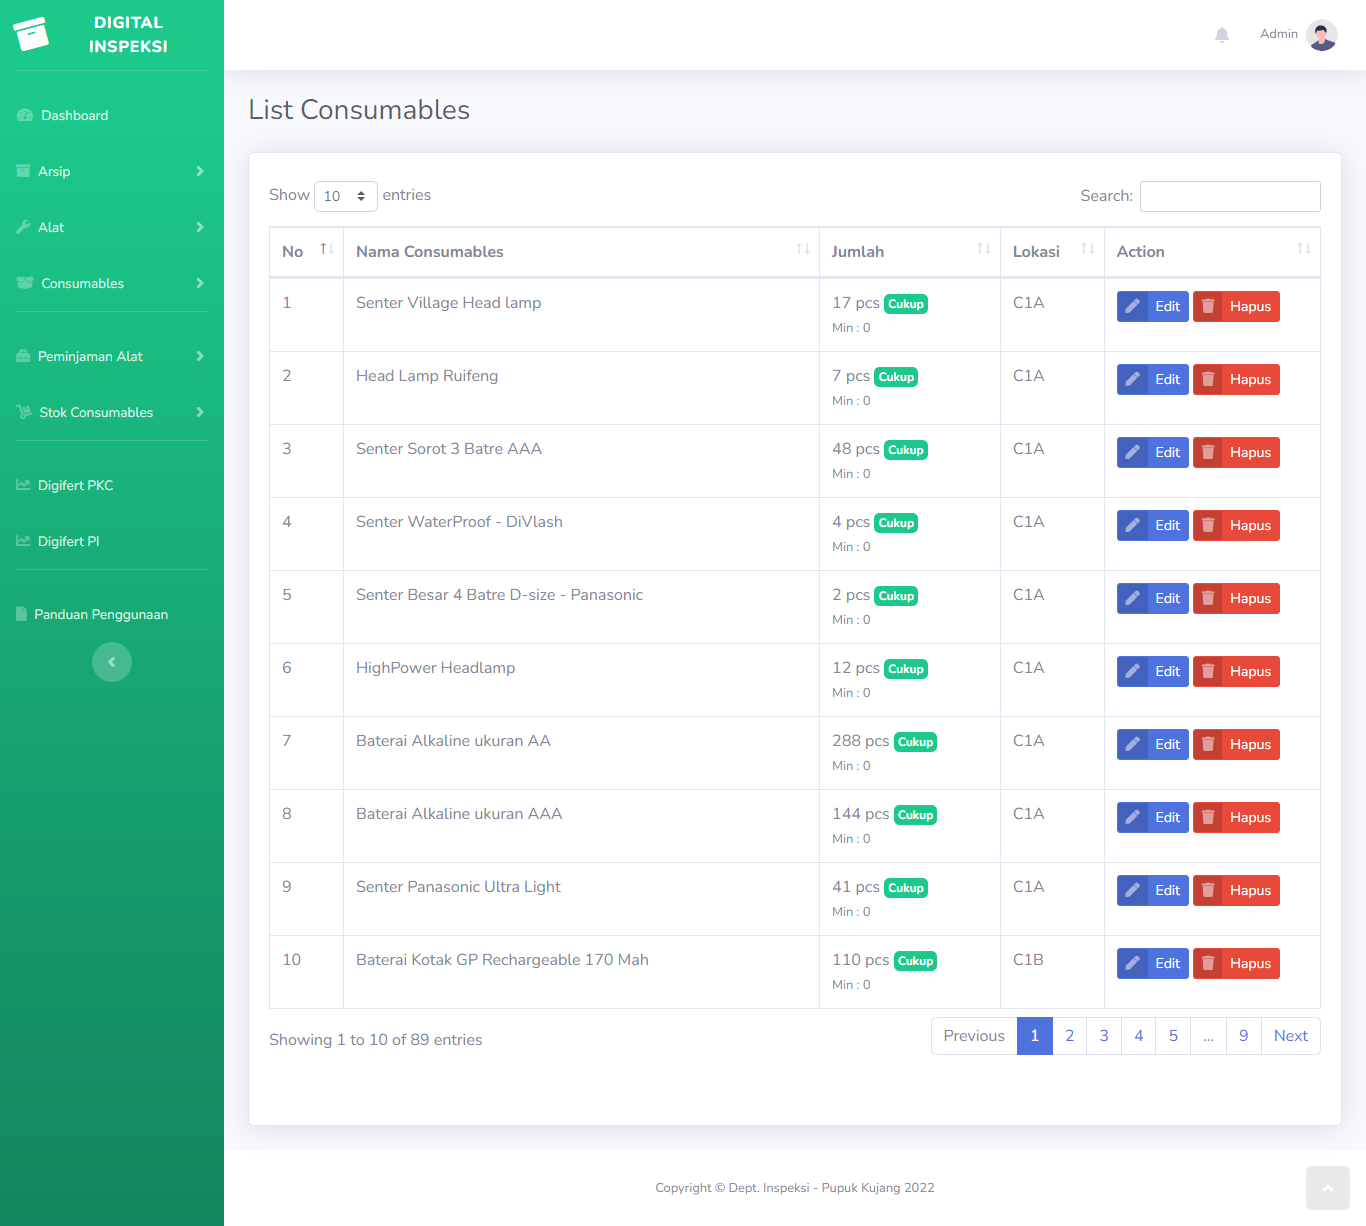 DIGITAL
INSPEKSI
Dashboard
Arsip
Alat
Consumables
Peminjaman Alat
Stok Consumables
Digifert PKC
Digifert PI
Panduan Penggunaan
Admin
List Consumables
Show 10 entries
Search:
No Nama Consumables Jumlah Lokasi Action
1 Senter Village Head lamp 17 pcs Cukup C1A Edit Hapus
Min : 0
2 Head Lamp Ruifeng 7 pcs Cukup C1A Edit Hapus
Min : 0
3 Senter Sorot 3 Batre AAA 48 pcs Cukup C1A Edit Hapus
Min : 0
4 Senter WaterProof - DiVlash 4 pcs Cukup C1A Edit Hapus
Min : 0
5 Senter Besar 4 Batre D-size - Panasonic 2 pcs Cukup C1A Edit Hapus
Min : 0
6 HighPower Headlamp 12 pcs Cukup C1A Edit Hapus
Min : 0
7 Baterai Alkaline ukuran AA 288 pcs Cukup C1A Edit Hapus
Min : 0
8 Baterai Alkaline ukuran AAA 144 pcs Cukup C1A Edit Hapus
Min : 0
9 Senter Panasonic Ultra Light 41 pcs Cukup C1A Edit Hapus
Min : 0
10 Baterai Kotak GP Rechargeable 170 Mah 110 pcs Cukup C1B Edit Hapus
Min : 0
Showing 1 to 10 of 89 entries
Previous 1 2 3 4 5 … 9 Next
Copyright © Dept. Inspeksi - Pupuk Kujang 2022